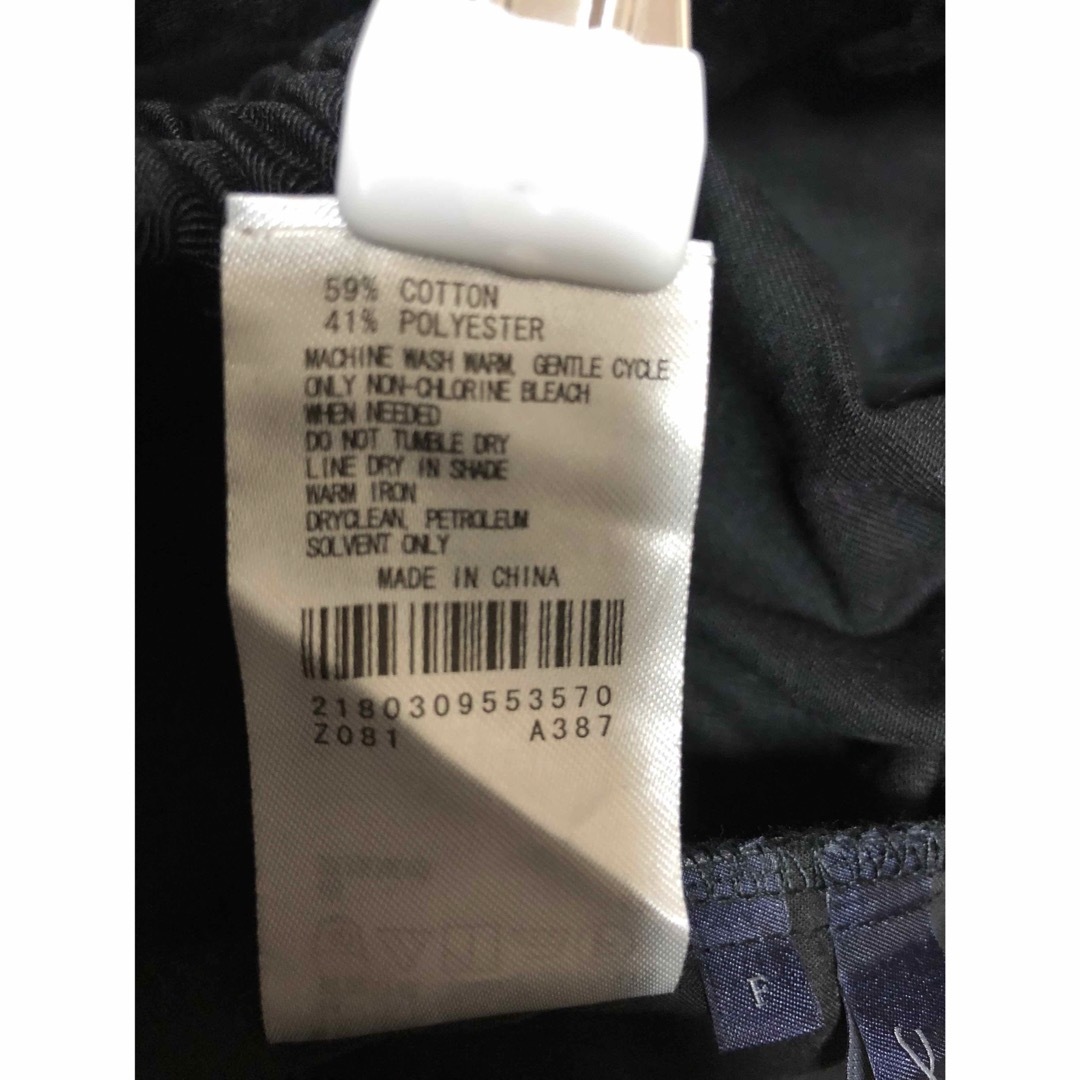 59% COTTON
41% POLYESTER
MACHINE WASH WARM, GENTLE CYCLE
ONLY NON-CHLORINE BLEACH
WHEN NEEDED
DO NOT TUMBLE DRY
LINE DRY IN SHADE
WARM IRON
DRYCLEAN, PETROLEUM
SOLVENT ONLY
MADE IN CHINA
2180309553570
Z081 A387
F